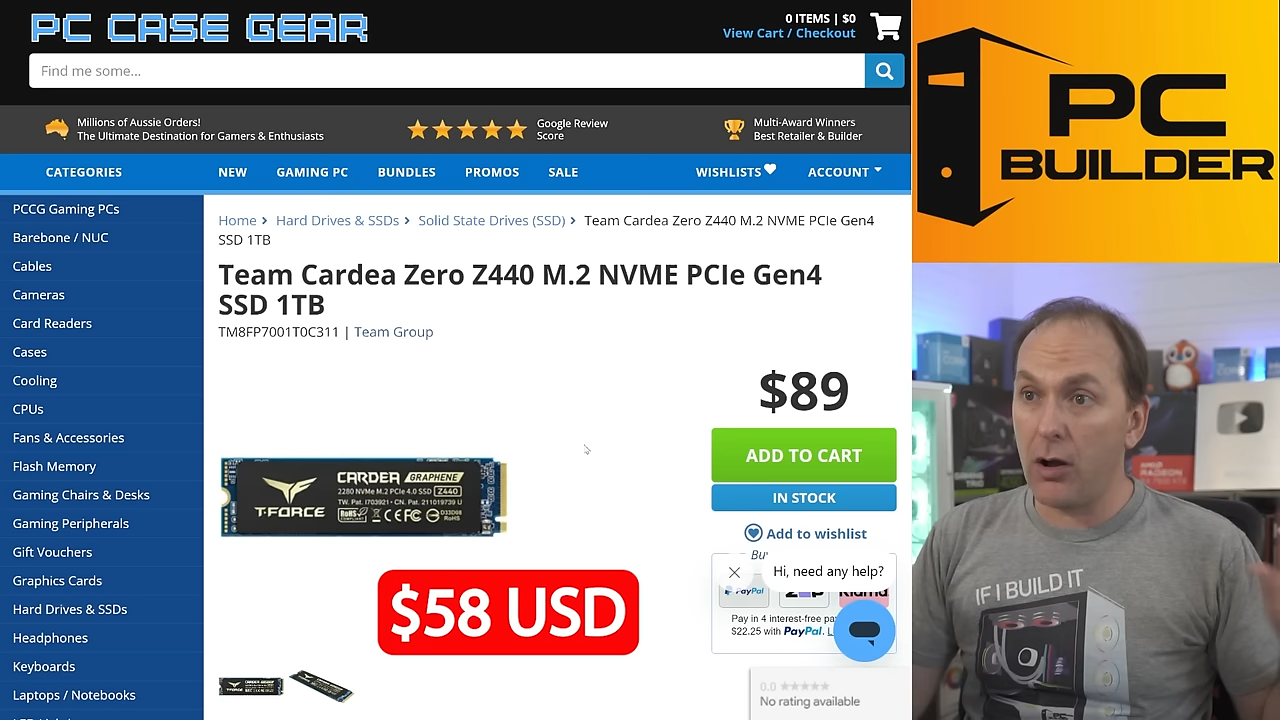 PC CASE GEAR
0 ITEMS | $0
View Cart / Checkout
Find me some...
Millions of Aussie Orders!
The Ultimate Destination for Gamers & Enthusiasts
Google Review
Score
Multi-Award Winners
Best Retailer & Builder
CATEGORIES
NEW
GAMING PC
BUNDLES
PROMOS
SALE
WISHLISTS
ACCOUNT
PCCG Gaming PCs
Barebone / NUC
Cables
Cameras
Card Readers
Cases
Cooling
CPUs
Fans & Accessories
Flash Memory
Gaming Chairs & Desks
Gaming Peripherals
Gift Vouchers
Graphics Cards
Hard Drives & SSDs
Headphones
Keyboards
Laptops / Notebooks
Home > Hard Drives & SSDs > Solid State Drives (SSD) > Team Cardea Zero Z440 M.2 NVME PCIe Gen4
SSD 1TB
Team Cardea Zero Z440 M.2 NVME PCIe Gen4
SSD 1TB
TM8FP7001T0C311 | Team Group
$89
ADD TO CART
IN STOCK
Add to wishlist
Hi, need any help?
PayPal
Klarna
Pay in 4 interest-free
$22.25 with PayPal.
0.0
No rating available
T-FORCE
CARDEA GRAPHENE
2280 NVMe M.2 PCIe 4.0 SSD Z440
RoHS
$58 USD
PC
BUILDER
IF I BUILD IT